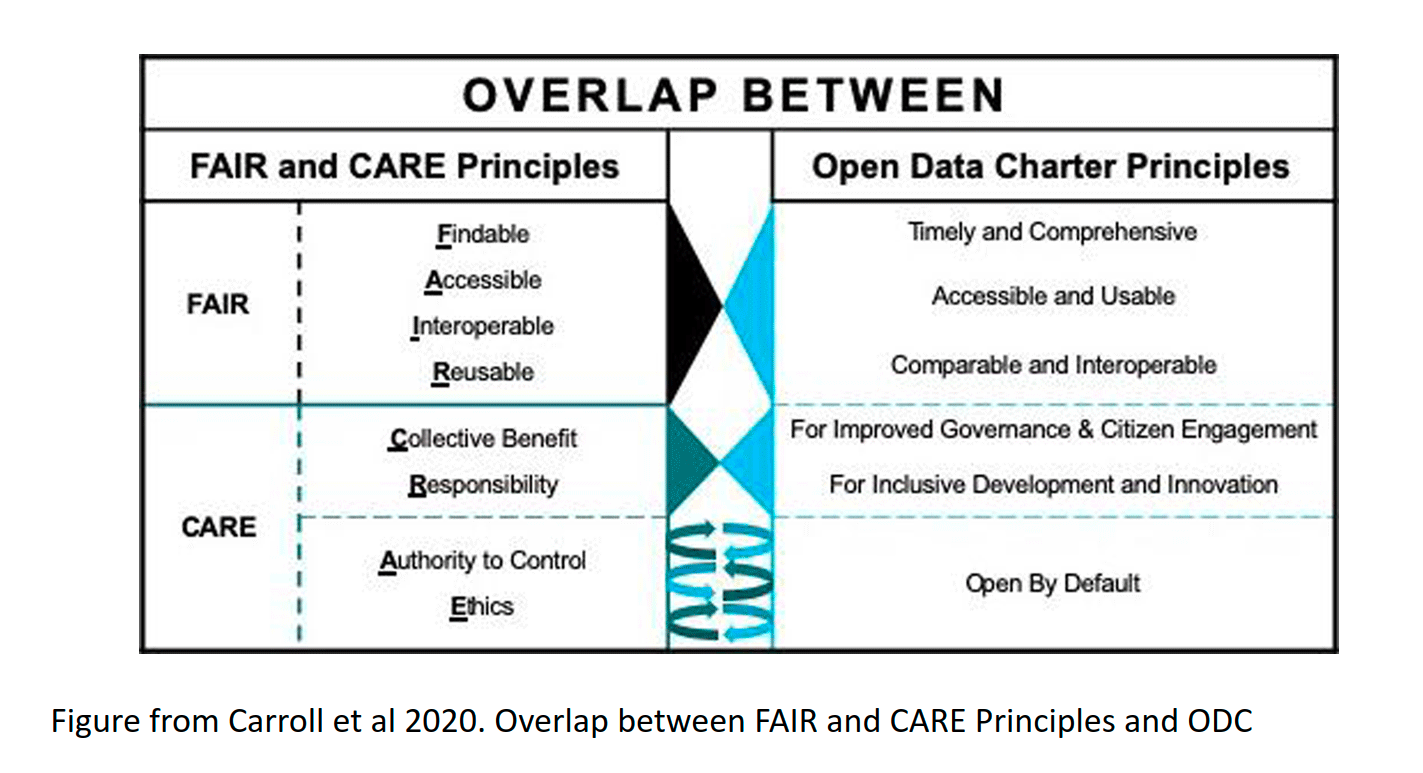 OVERLAP BETWEEN
FAIR and CARE Principles
Open Data Charter Principles
FAIR
Findable
Accessible
Interoperable
Reusable
Timely and Comprehensive
Accessible and Usable
Comparable and Interoperable
CARE
Collective Benefit
Responsibility
For Improved Governance & Citizen Engagement
For Inclusive Development and Innovation
Authority to Control
Ethics
Open By Default
Figure from Carroll et al 2020. Overlap between FAIR and CARE Principles and ODC